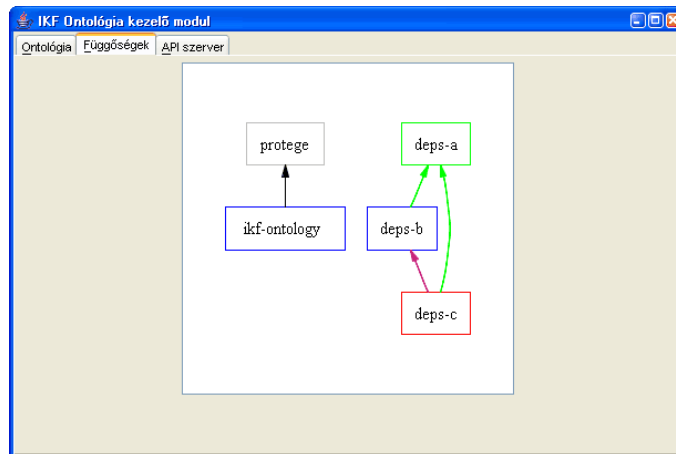 IKF Ontológia kezelő modul
Ontológia Függőségek API szerver
protege deps-a
ikf-ontology deps-b
deps-c